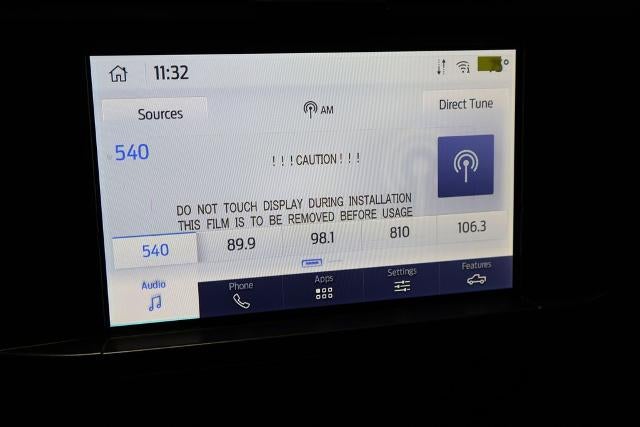 11:32
75°
Sources
AM
Direct Tune
540
!!!CAUTION!!!
DO NOT TOUCH DISPLAY DURING INSTALLATION
THIS FILM IS TO BE REMOVED BEFORE USAGE
540 89.9 98.1 810 106.3
Audio Phone Apps Settings Features